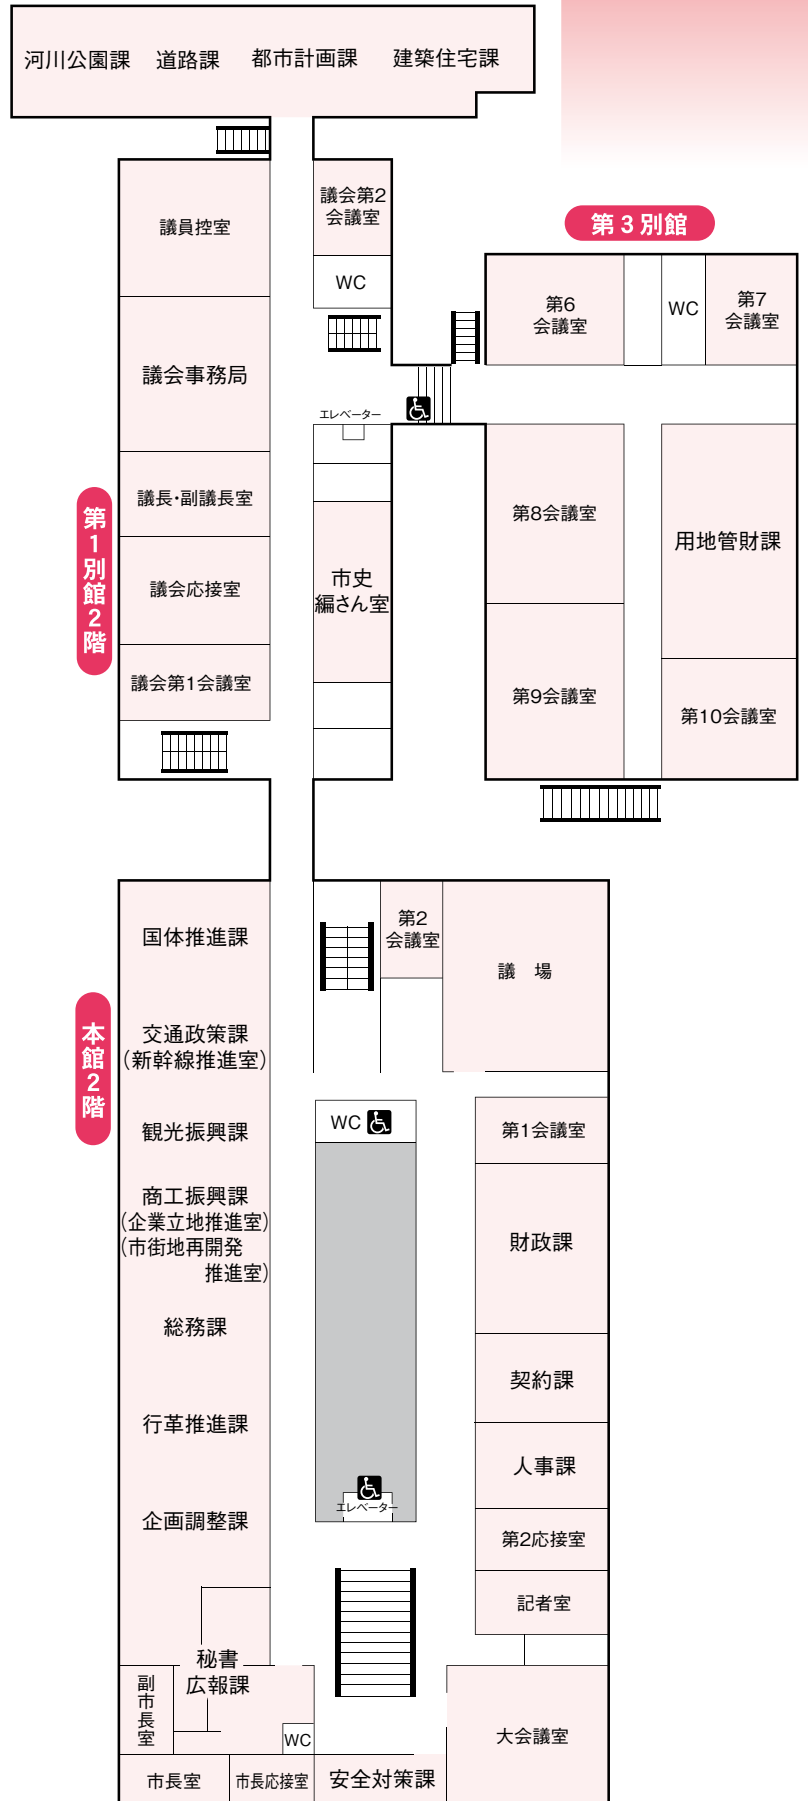 河川公園課　道路課　都市計画課　建築住宅課
議員控室
議会第2
会議室
WC
第３別館
第6
会議室
WC
第7
会議室
議会事務局
エレベーター
議長・副議長室
第8会議室
用地管財課
第１別館２階
議会応接室
市史
編さん室
議会第1会議室
第9会議室
第10会議室
国体推進課
第2
会議室
議　場
本館２階
交通政策課
（新幹線推進室）
観光振興課
WC
第1会議室
商工振興課
（企業立地推進室）
（市街地再開発
推進室）
財政課
総務課
契約課
行革推進課
人事課
エレベーター
企画調整課
第2応接室
記者室
秘書
広報課
副市長室
WC
大会議室
市長室
市長応接室
安全対策課